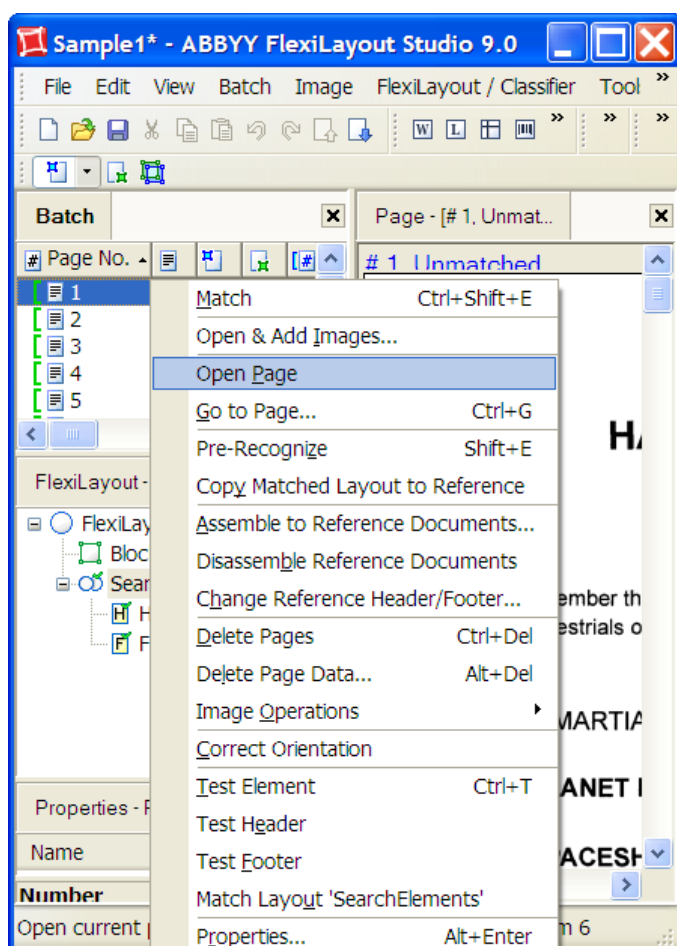 Sample1* - ABBYY FlexiLayout Studio 9.0
File Edit View Batch Image FlexiLayout / Classifier Tool »
W L » » »
Batch
Page - [# 1, Unmat...
# Page No. [#
# 1 Unmatched
1
2
3
4
5
Match Ctrl+Shift+E
Open & Add Images...
Open Page
Go to Page... Ctrl+G
Pre-Recognize Shift+E
Copy Matched Layout to Reference
Assemble to Reference Documents...
Disassemble Reference Documents
Change Reference Header/Footer...
Delete Pages Ctrl+Del
Delete Page Data... Alt+Del
Image Operations
Correct Orientation
Test Element Ctrl+T
Test Header
Test Footer
Match Layout 'SearchElements'
Properties... Alt+Enter
FlexiLayout -
FlexiLay
Bloc
Sear
H H
F F
Properties -
Name
Number
Open current
HA
ember th
estrials o
MARTIA
ANET
ACESH
m 6